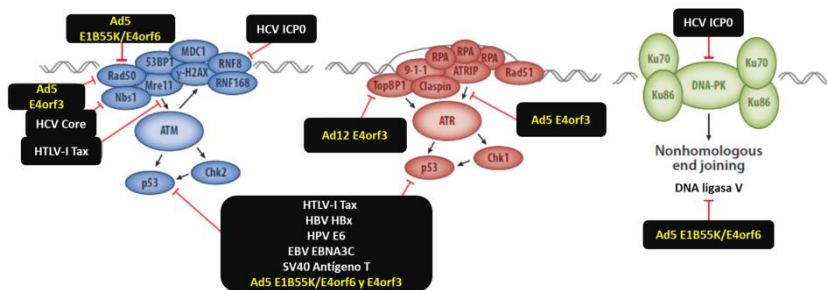 Ad5
E1B55K/E4orf6
HCV ICP0
MDC1
53BP1
RNF8
Rad50
γ-H2AX
RNF168
Mre11
Nbs1
Ad5
E4orf3
HCV Core
HTLV-I Tax
ATM
Chk2
p53
RPA
RPA
RPA
9-1-1
ATRIP
Rad51
TopBP1
Claspin
Ad12 E4orf3
ATR
Ad5 E4orf3
p53
Chk1
HTLV-I Tax
HBV HBx
HPV E6
EBV EBNA3C
SV40 Antígeno T
Ad5 E1B55K/E4orf6 y E4orf3
HCV ICP0
Ku70
Ku70
DNA-PK
Ku86
Ku86
Nonhomologous
end joining
DNA ligasa V
Ad5 E1B55K/E4orf6